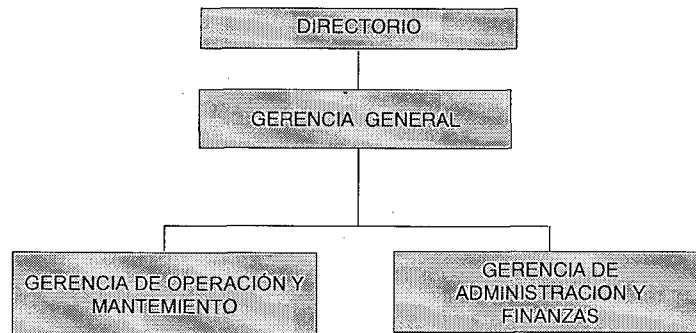 DIRECTORIO
GERENCIA GENERAL
GERENCIA DE OPERACIÓN Y
MANTEMIENTO
GERENCIA DE
ADMINISTRACION Y
FINANZAS